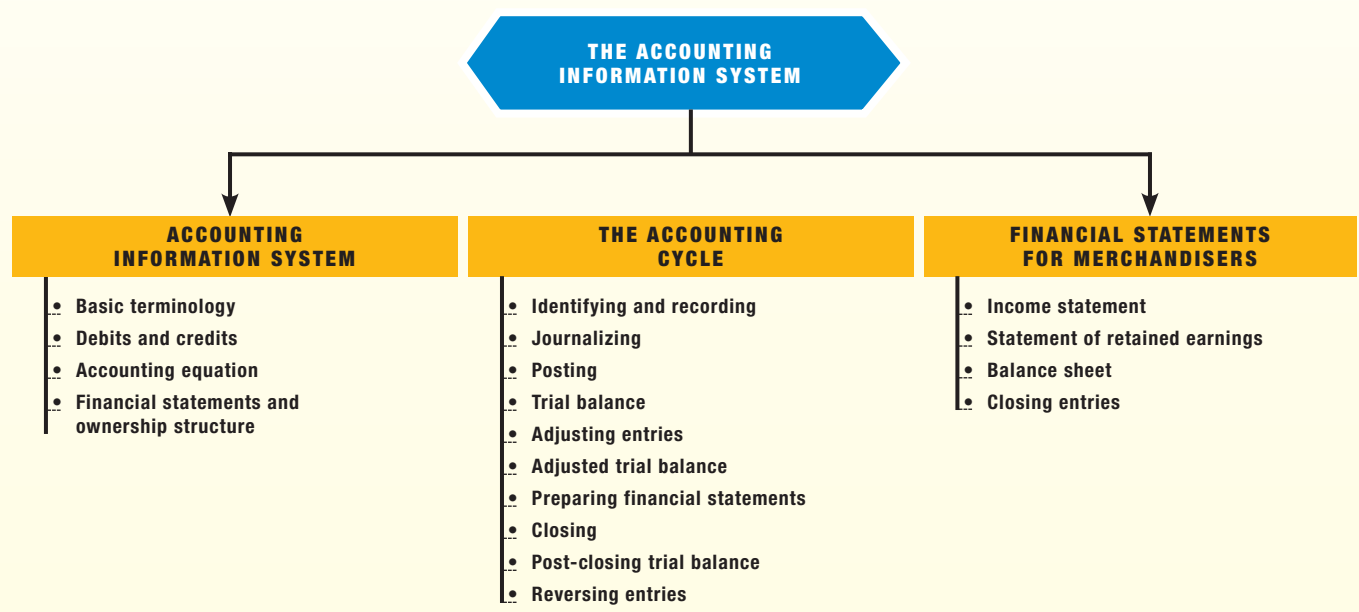 THE ACCOUNTING
INFORMATION SYSTEM
ACCOUNTING
INFORMATION SYSTEM
• Basic terminology
• Debits and credits
• Accounting equation
• Financial statements and
ownership structure
THE ACCOUNTING
CYCLE
• Identifying and recording
• Journalizing
• Posting
• Trial balance
• Adjusting entries
• Adjusted trial balance
• Preparing financial statements
• Closing
• Post-closing trial balance
• Reversing entries
FINANCIAL STATEMENTS
FOR MERCHANDISERS
• Income statement
• Statement of retained earnings
• Balance sheet
• Closing entries